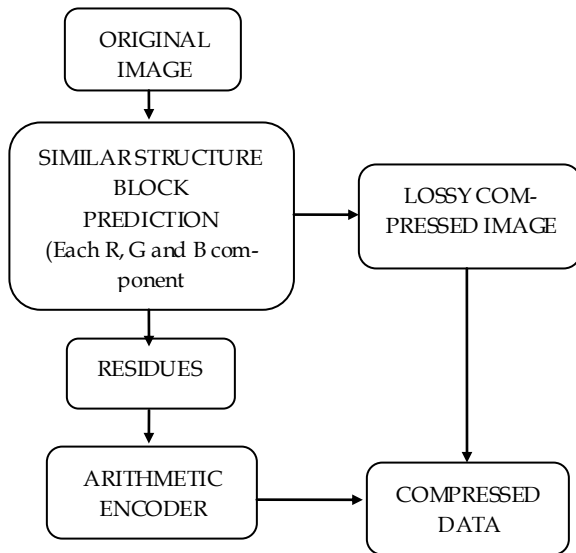 ORIGINAL
IMAGE
SIMILAR STRUCTURE
BLOCK
PREDICTION
(Each R, G and B com-
ponent
LOSSY COM-
PRESSED IMAGE
RESIDUES
ARITHMETIC
ENCODER
COMPRESSED
DATA